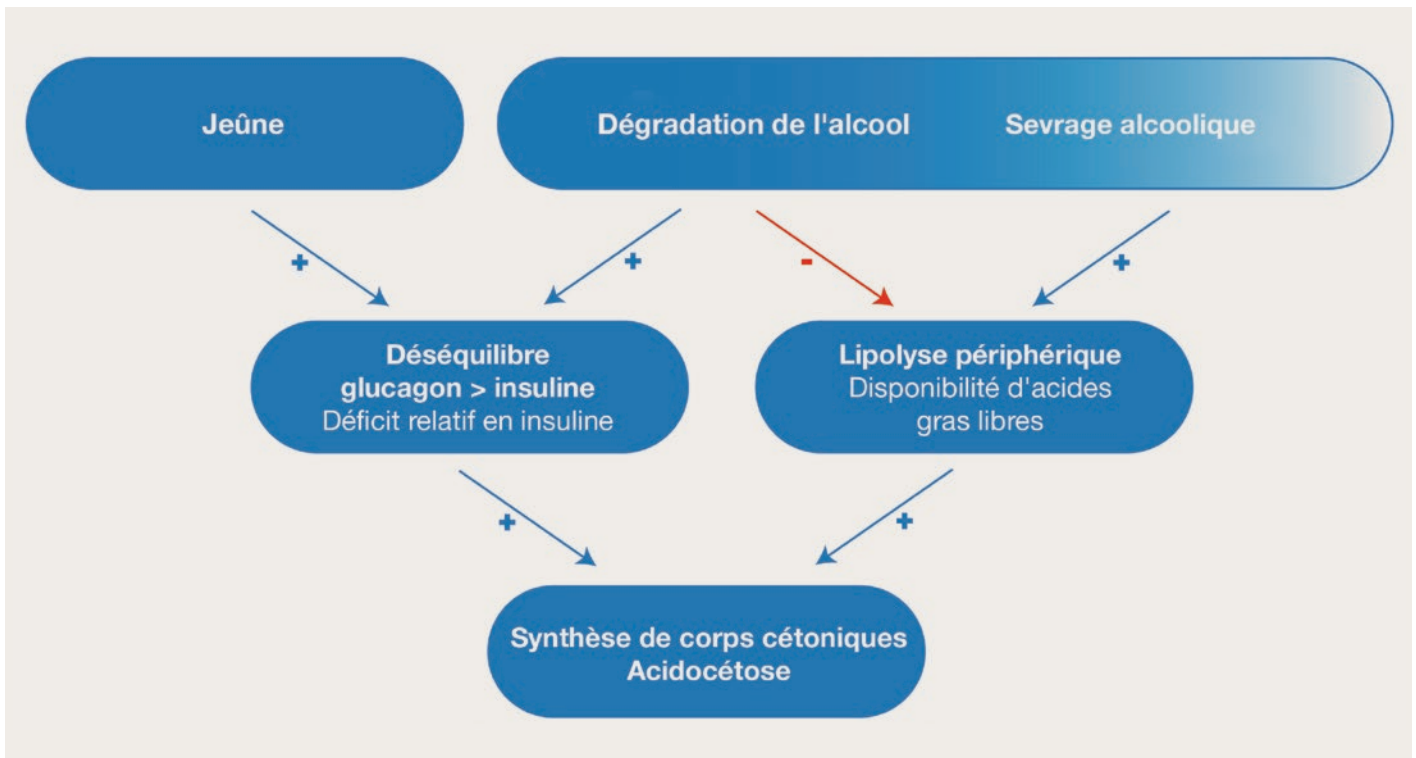 Jeûne
Dégradation de l'alcool
Sevrage alcoolique
+
+
-
+
Déséquilibre
glucagon > insuline
Déficit relatif en insuline
Lipolyse périphérique
Disponibilité d'acides
gras libres
+
+
Synthèse de corps cétoniques
Acidocétose